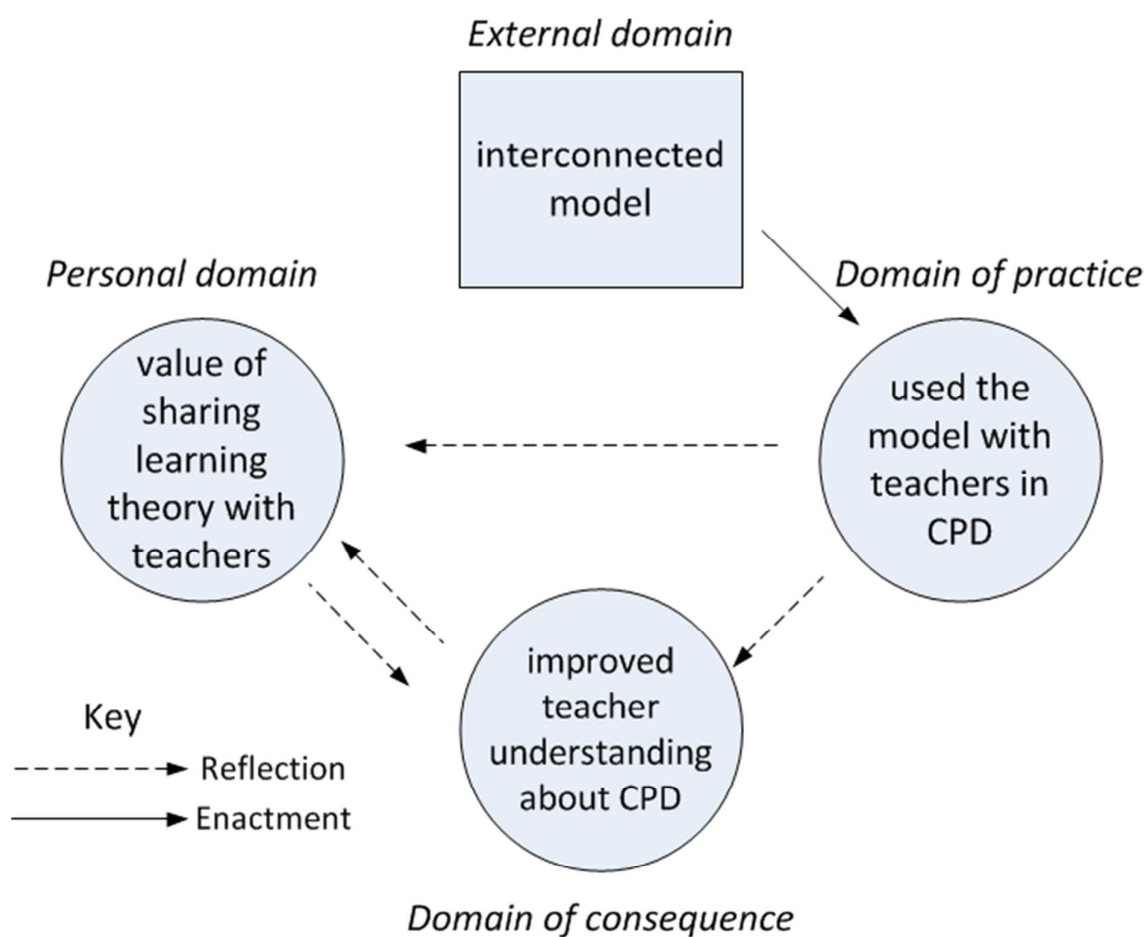 External domain
interconnected
model
Personal domain
Domain of practice
value of
sharing
learning
theory with
teachers
used the
model with
teachers in
CPD
improved
teacher
understanding
about CPD
Key
Reflection
Enactment
Domain of consequence